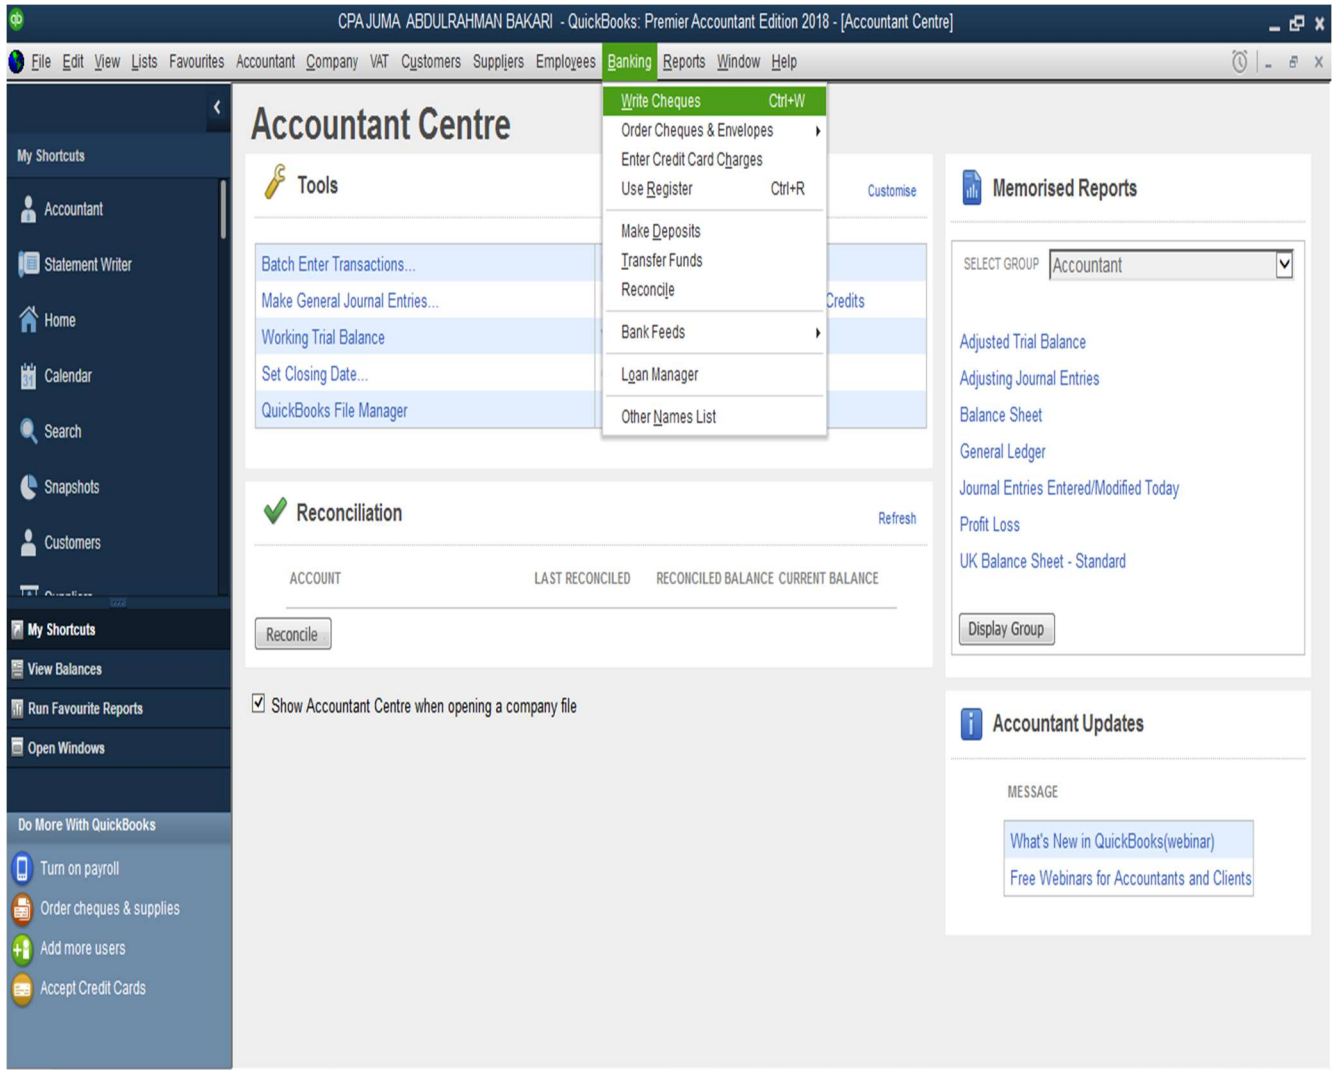 qb
CPA JUMA ABDULRAHMAN BAKARI - QuickBooks: Premier Accountant Edition 2018 - [Accountant Centre]
File Edit View Lists Favourites Accountant Company VAT Customers Suppliers Employees Banking Reports Window Help
My Shortcuts
Accountant
Statement Writer
Home
31
Calendar
Search
Snapshots
Customers
Suppliers
My Shortcuts
View Balances
Run Favourite Reports
Open Windows
Do More With QuickBooks
Turn on payroll
Order cheques & supplies
Add more users
Accept Credit Cards
Accountant Centre
Tools
Customise
Batch Enter Transactions...
Make General Journal Entries...
Credits
Working Trial Balance
Set Closing Date...
QuickBooks File Manager
Write Cheques Ctrl+W
Order Cheques & Envelopes
Enter Credit Card Charges
Use Register Ctrl+R
Make Deposits
Transfer Funds
Reconcile
Bank Feeds
Loan Manager
Other Names List
Reconciliation
Refresh
ACCOUNT LAST RECONCILED RECONCILED BALANCE CURRENT BALANCE
Reconcile
Show Accountant Centre when opening a company file
Memorised Reports
SELECT GROUP Accountant
Adjusted Trial Balance
Adjusting Journal Entries
Balance Sheet
General Ledger
Journal Entries Entered/Modified Today
Profit Loss
UK Balance Sheet - Standard
Display Group
Accountant Updates
MESSAGE
What's New in QuickBooks(webinar)
Free Webinars for Accountants and Clients